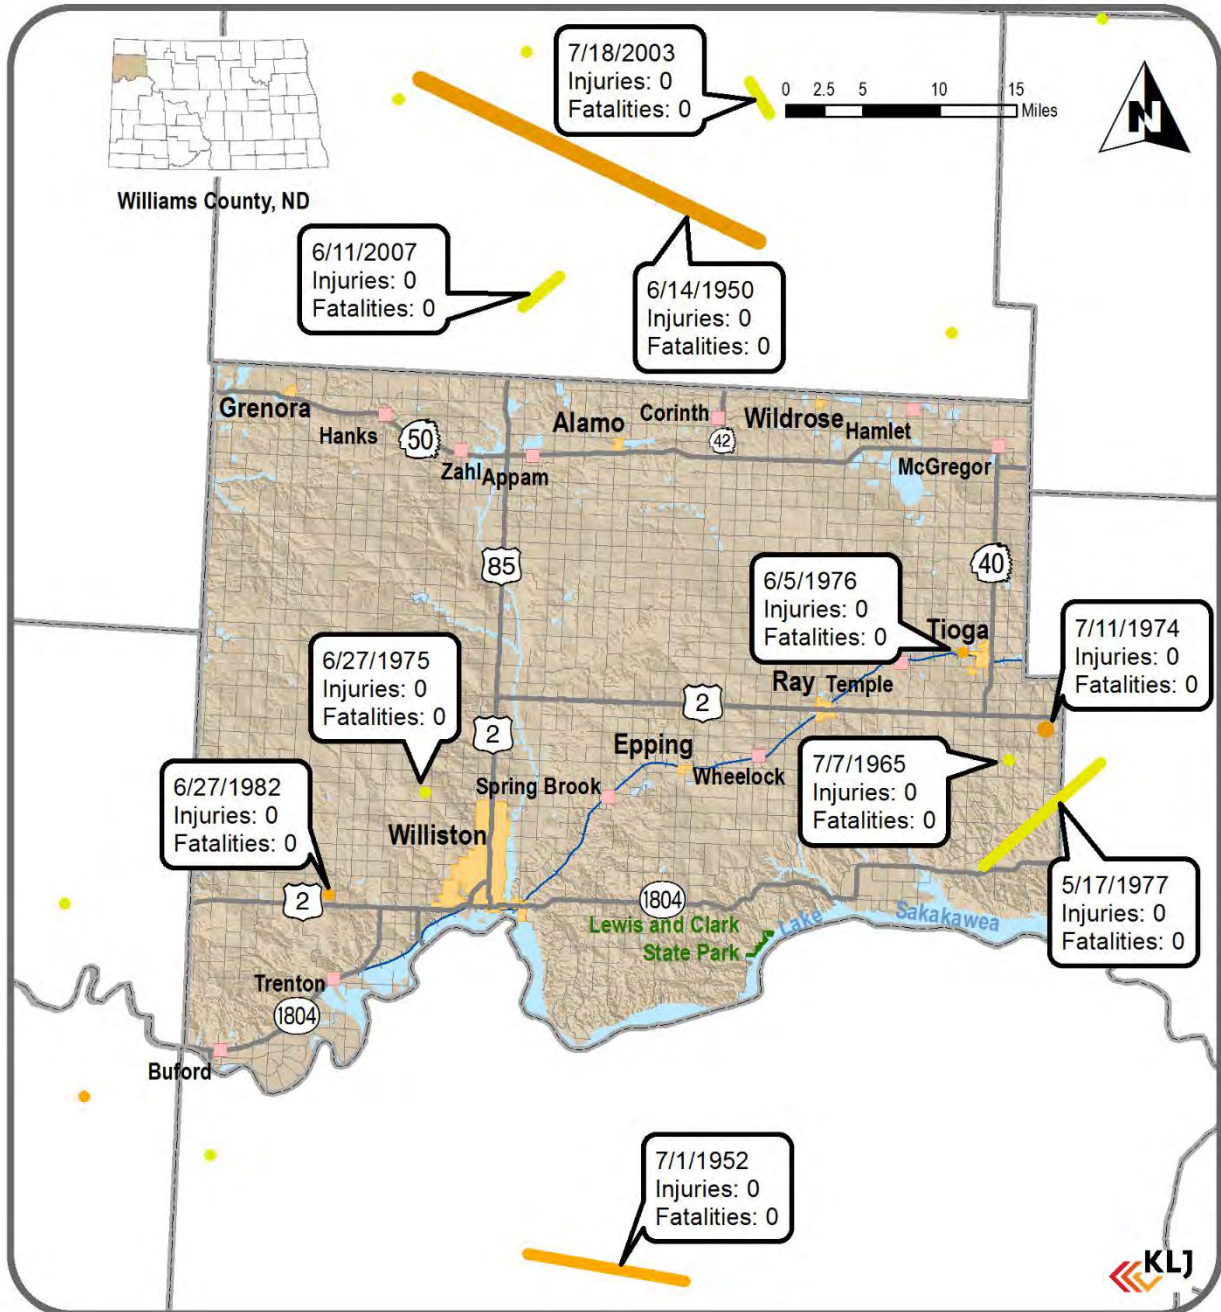 7/18/2003
Injuries: 0
Fatalities: 0
0 2.5 5 10 15
Miles
N
Williams County, ND
6/11/2007
Injuries: 0
Fatalities: 0
6/14/1950
Injuries: 0
Fatalities: 0
Grenora
Hanks
50
Zahl
Appam
Alamo
Corinth
42
Wildrose
Hamlet
McGregor
85
40
6/5/1976
Injuries: 0
Fatalities: 0
Tioga
7/11/1974
Injuries: 0
Fatalities: 0
6/27/1975
Injuries: 0
Fatalities: 0
Ray
Temple
2
2
Epping
Wheelock
7/7/1965
Injuries: 0
Fatalities: 0
6/27/1982
Injuries: 0
Fatalities: 0
Spring Brook
Williston
2
1804
Lewis and Clark
State Park
Lake
Sakakawea
5/17/1977
Injuries: 0
Fatalities: 0
Trenton
1804
Buford
7/1/1952
Injuries: 0
Fatalities: 0
KLJ